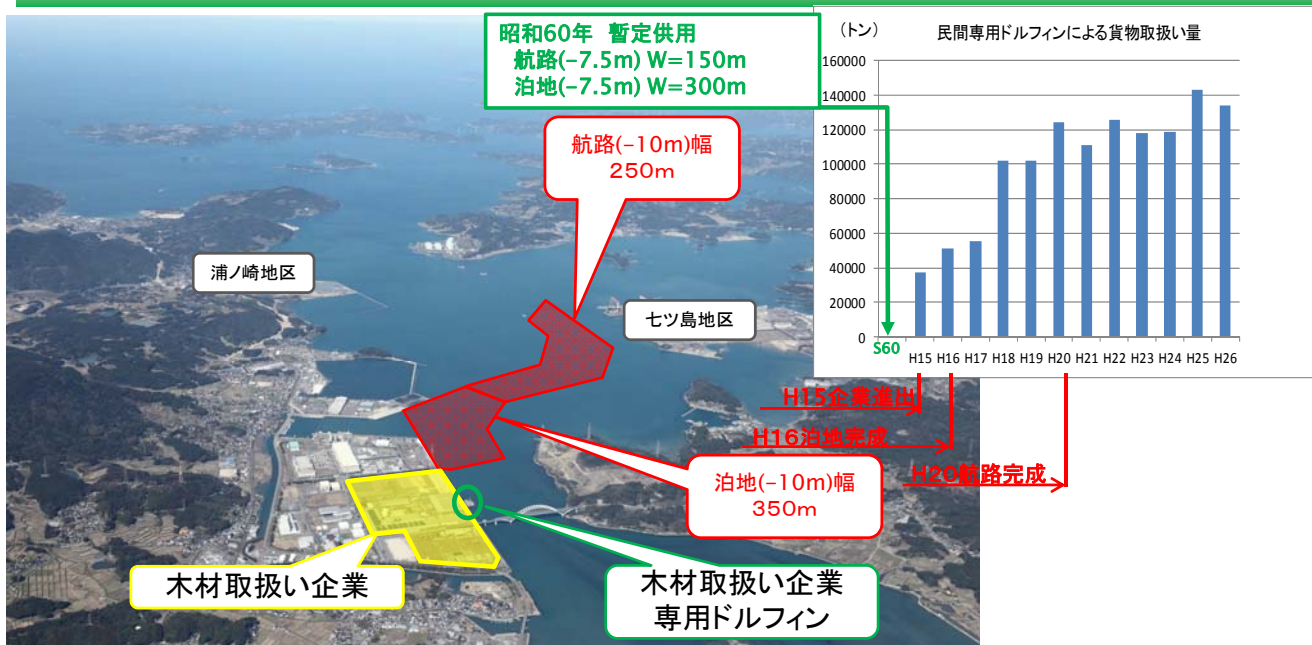 昭和60年 暫定供用
航路(-7.5m) W=150m
泊地(-7.5m) W=300m
航路(-10m)幅
250m
浦ノ崎地区
七ツ島地区
泊地(-10m)幅
350m
木材取扱い企業
木材取扱い企業
専用ドルフィン
(トン)
民間専用ドルフィンによる貨物取扱い量
160000
140000
120000
100000
80000
60000
40000
20000
0
S60
H15 H16 H17 H18 H19 H20 H21 H22 H23 H24 H25 H26
H15企業進出
H16泊地完成
H20航路完成